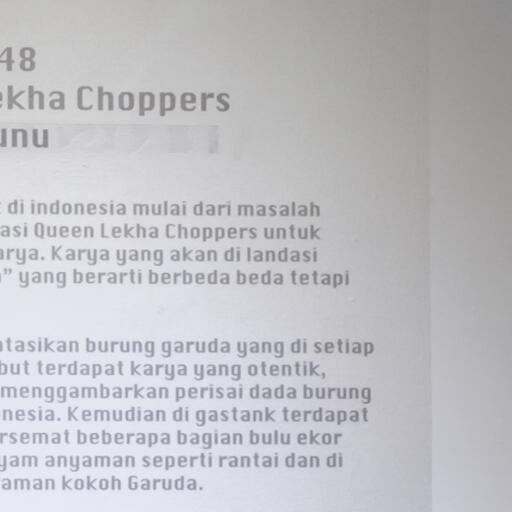 48
ekha Choppers
unu
di indonesia mulai dari masalah
asi Queen Lekha Choppers untuk
arya. Karya yang akan di landasi
” yang berarti berbeda beda tetapi
ntasikan burung garuda yang di setiap
but terdapat karya yang otentik,
menggambarkan perisai dada burung
nesia. Kemudian di gastank terdapat
rsemat beberapa bagian bulu ekor
yam anyaman seperti rantai dan di
aman kokoh Garuda.